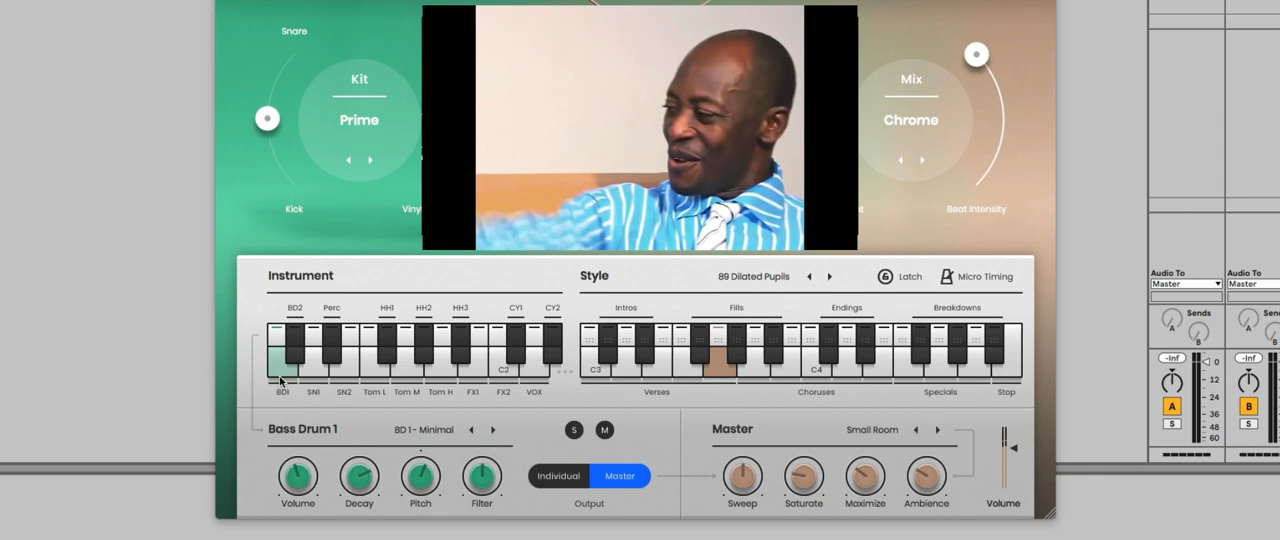 Snare
Kit
Prime
Kick
Mix
Chrome
Beat Intensity
Instrument
Style
89 Dilated Pupils
Latch
Micro Timing
BD2
Perc
HH1
HH2
HH3
CY1
CY2
Intros
Fills
Endings
Breakdowns
C2
C3
C4
BD1
SN1
SN2
Tom L
Tom M
Tom H
FX1
FX2
VOX
Verses
Choruses
Specials
Stop
Bass Drum 1
BD 1 - Minimal
S
M
Master
Small Room
Individual
Master
Volume
Decay
Pitch
Filter
Output
Sweep
Saturate
Maximize
Ambience
Volume
Audio To
Audio To
Master
Master
Sends
A
B
A
-Inf
-Inf
0
12
24
36
48
60
A
B
S
S